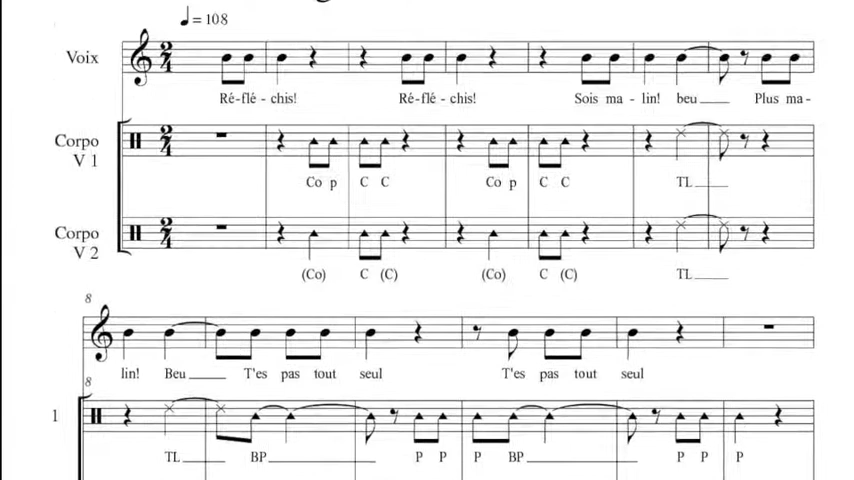 = 108
Voix
Ré-flé - chis! Ré-flé - chis! Sois ma - lin! beu Plus ma-
Corpo
V 1
Co p C C Co p C C TL
Corpo
V 2
(Co) C (C) (Co) C (C) TL
8
lin! Beu T'es pas tout seul T'es pas tout seul
8
1
TL BP P P P BP P P P